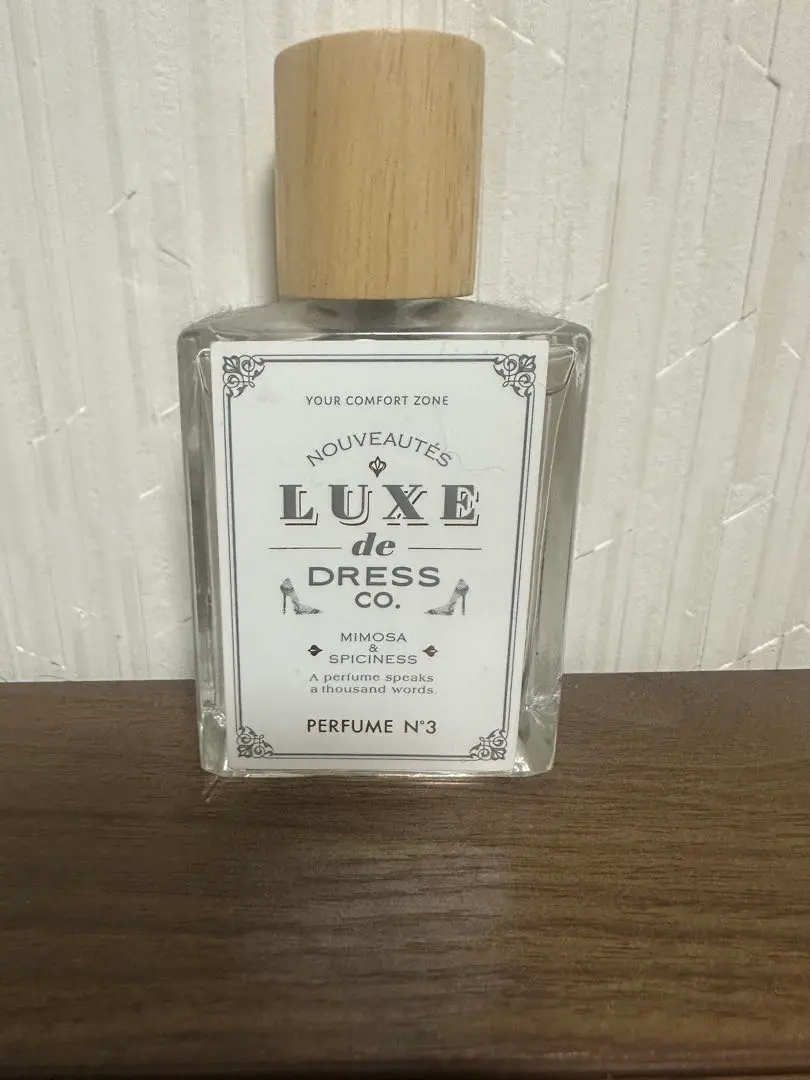 YOUR COMFORT ZONE
NOUVEAUTÉS
LUXE
de
DRESS
CO.
MIMOSA
&
SPICINESS
A perfume speaks
a thousand words.
PERFUME N°3